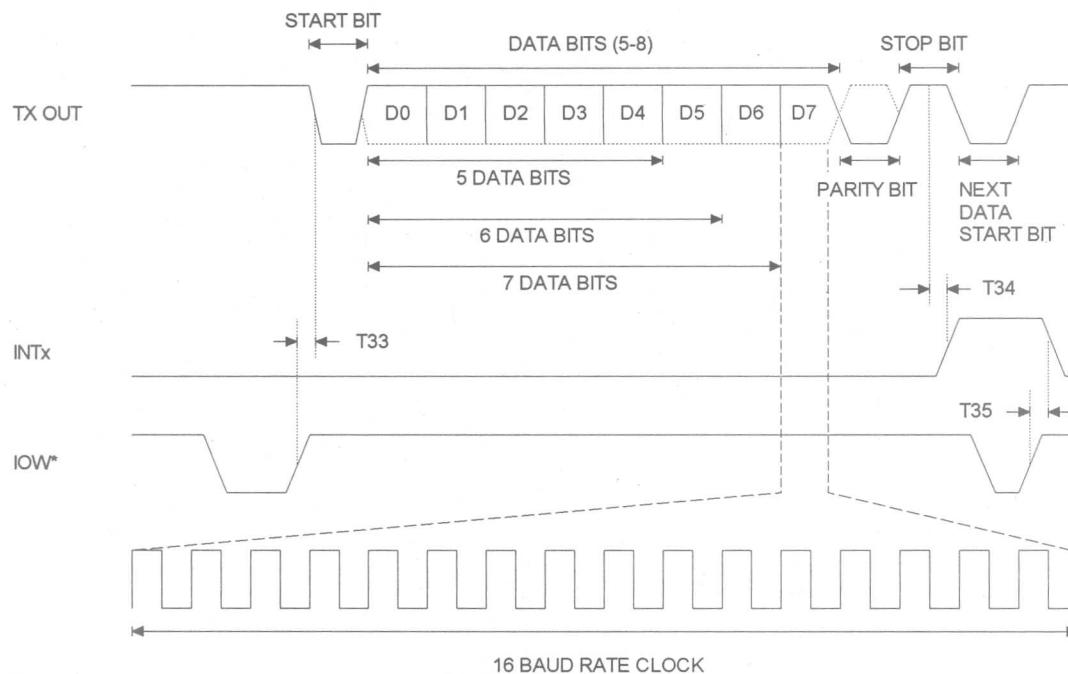 START BIT
DATA BITS (5-8)
STOP BIT
TX OUT
D0 D1 D2 D3 D4 D5 D6 D7
5 DATA BITS
PARITY BIT
NEXT
DATA
START BIT
6 DATA BITS
7 DATA BITS
T34
T33
INTx
T35
IOW*
16 BAUD RATE CLOCK